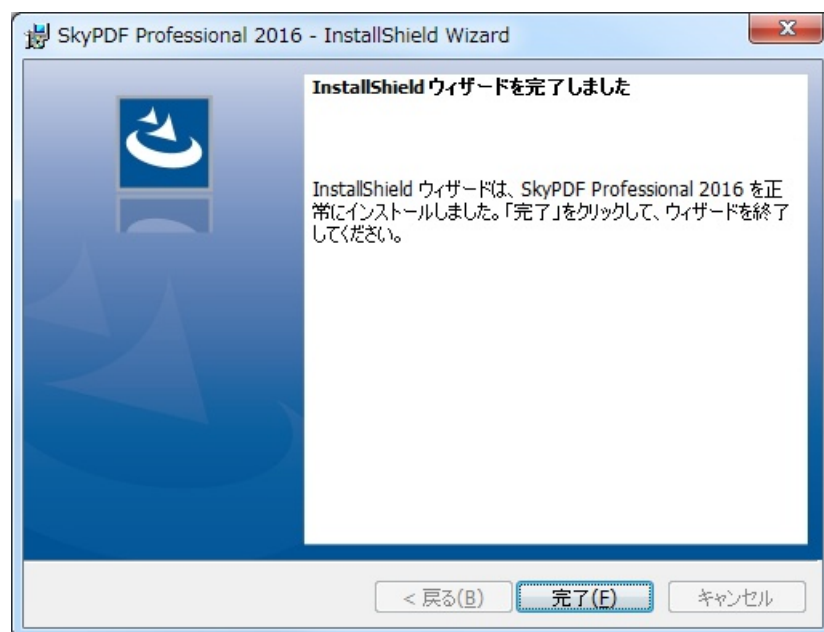 SkyPDF Professional 2016 - InstallShield Wizard
InstallShield ウィザードを完了しました
InstallShield ウィザードは、SkyPDF Professional 2016 を正
常にインストールしました。「完了」をクリックして、ウィザードを終了
してください。
< 戻る(B) 完了(F) キャンセル